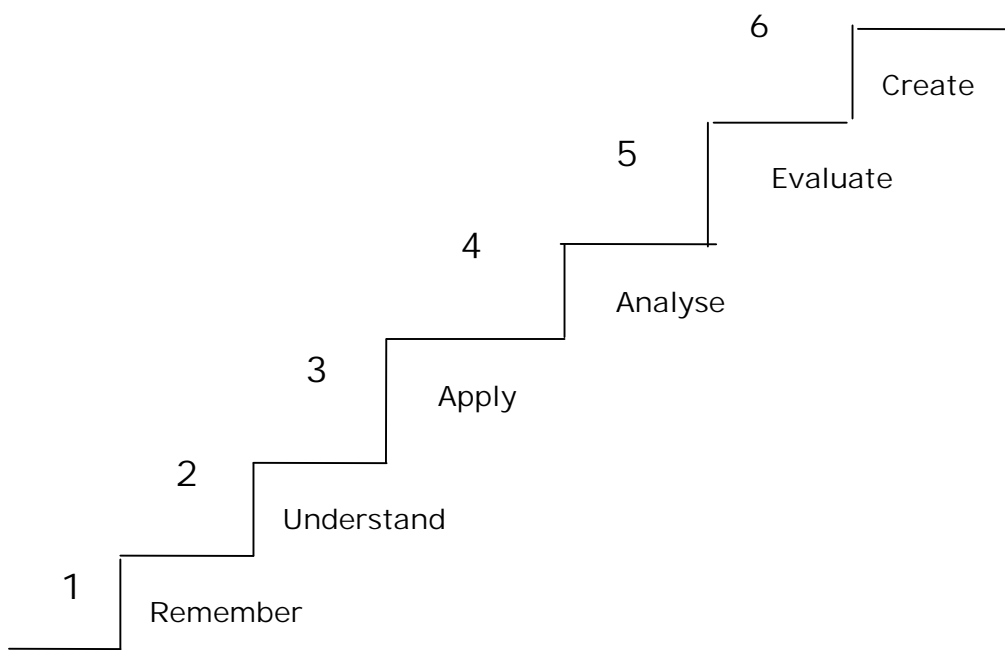 6
Create
5
Evaluate
4
Analyse
3
Apply
2
Understand
1
Remember